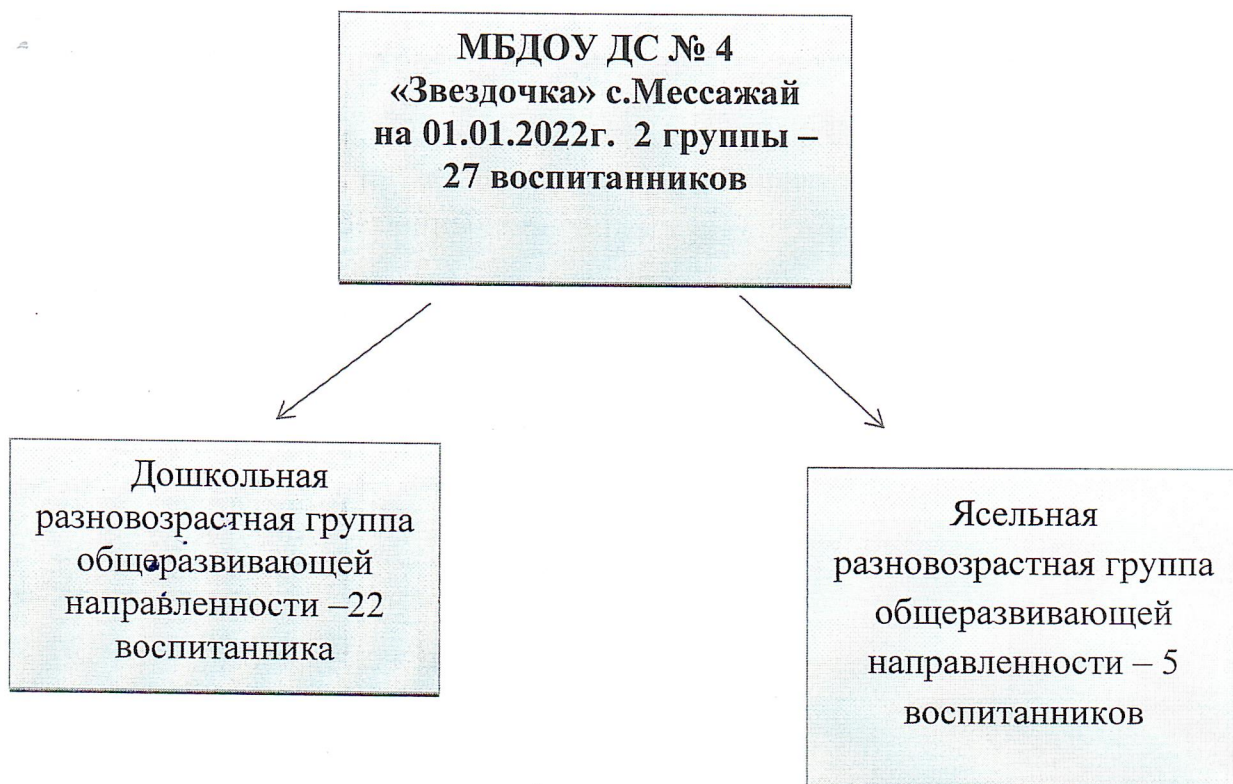 МБДОУ ДС № 4
«Звездочка» с.Мессажай
на 01.01.2022г. 2 группы –
27 воспитанников
Дошкольная
разновозрастная группа
общеразвивающей
направленности –22
воспитанника
Ясельная
разновозрастная группа
общеразвивающей
направленности – 5
воспитанников